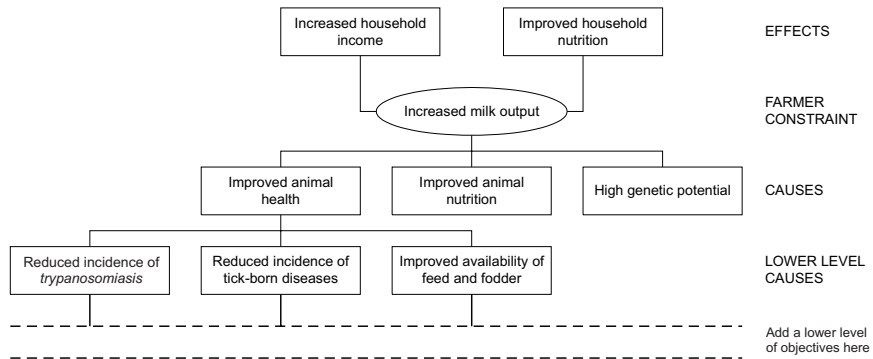 Increased household
income
Improved household
nutrition
EFFECTS
Increased milk output
FARMER
CONSTRAINT
Improved animal
health
Improved animal
nutrition
High genetic potential
CAUSES
Reduced incidence of
trypanosomiasis
Reduced incidence of
tick-born diseases
Improved availability of
feed and fodder
LOWER LEVEL
CAUSES
Add a lower level
of objectives here